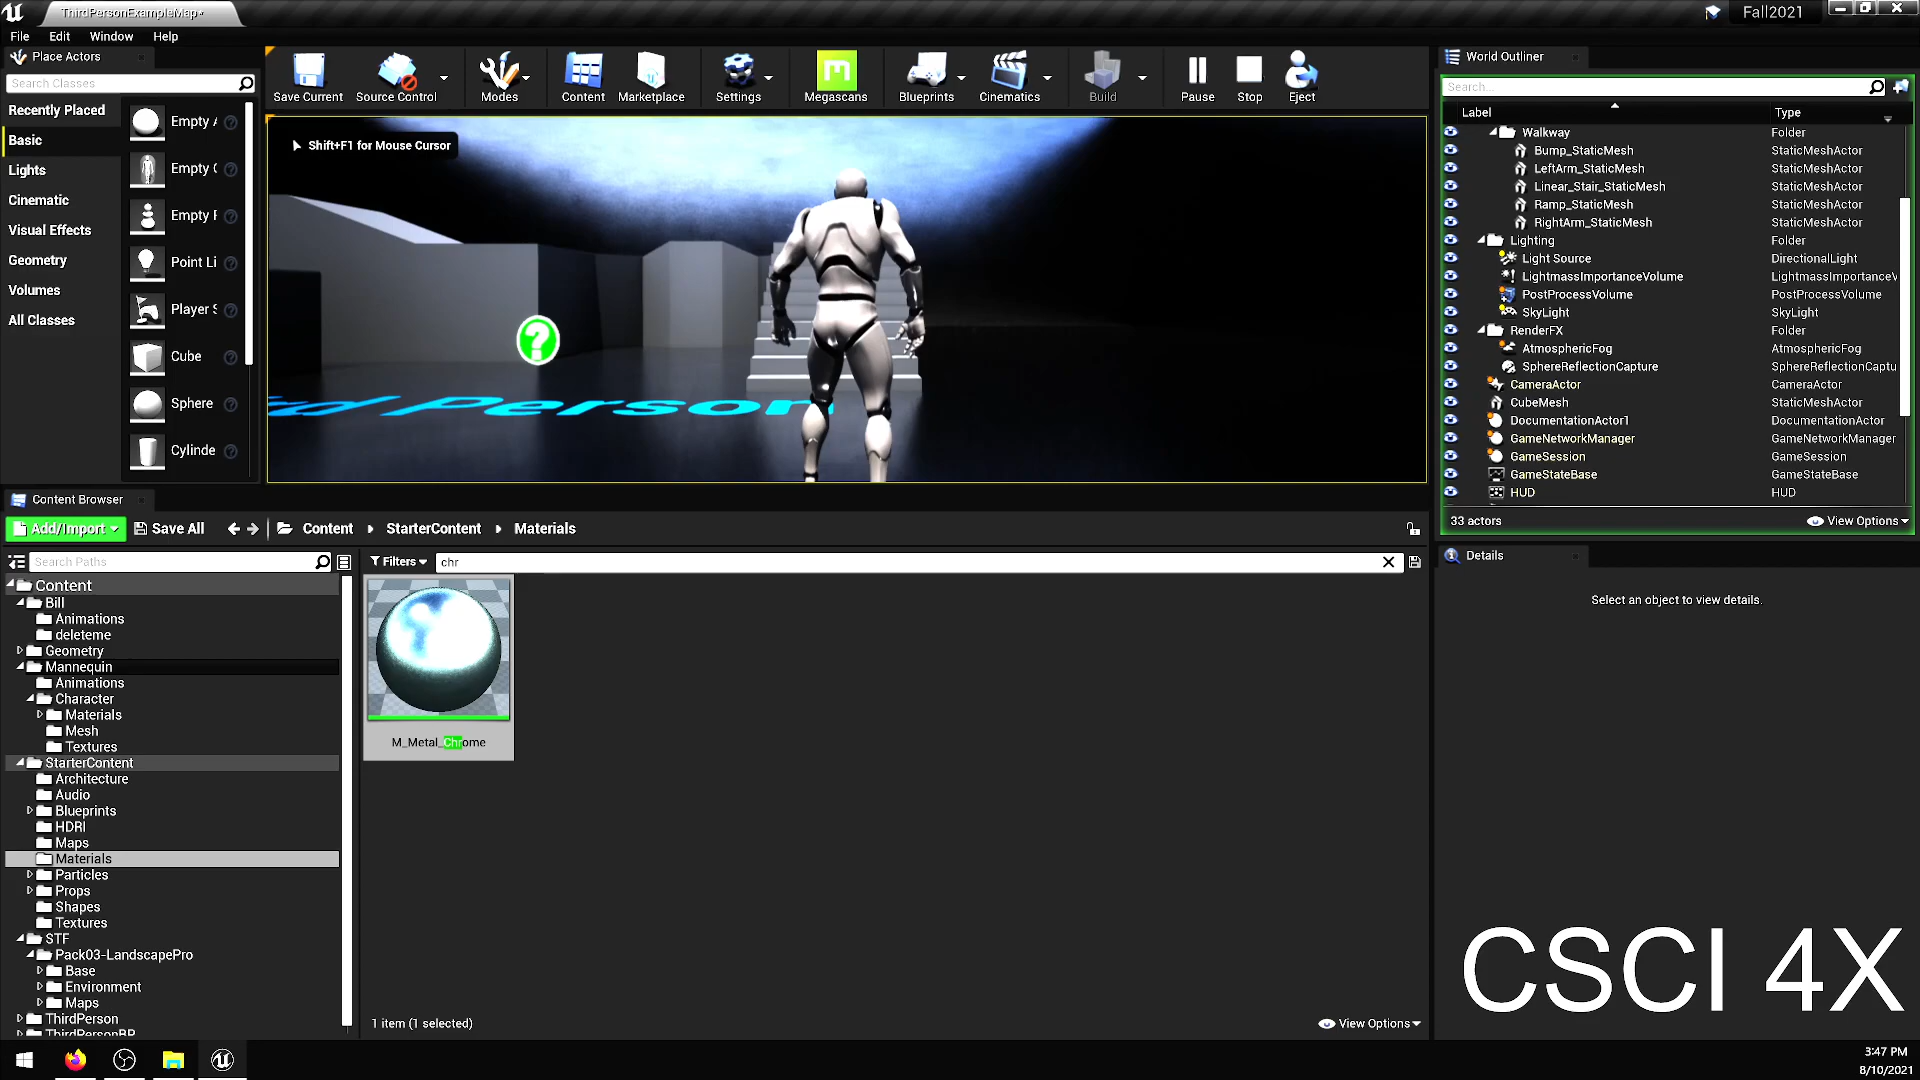 ThirdPersonExampleMap*
Fall2021
File Edit Window Help
Place Actors
Search Classes
Recently Placed
Basic
Lights
Cinematic
Visual Effects
Geometry
Volumes
All Classes
Empty A
Empty C
Empty P
Point Li
Player S
Cube
Sphere
Cylinde
Save Current
Source Control
Modes
Content
Marketplace
Settings
Megascans
Blueprints
Cinematics
Build
Pause
Stop
Eject
Shift+F1 for Mouse Cursor
rd Person
World Outliner
Search...
Label Type
Walkway Folder
Bump_StaticMesh StaticMeshActor
LeftArm_StaticMesh StaticMeshActor
Linear_Stair_StaticMesh StaticMeshActor
Ramp_StaticMesh StaticMeshActor
RightArm_StaticMesh StaticMeshActor
Lighting Folder
Light Source DirectionalLight
LightmassImportanceVolume LightmassImportanceV
PostProcessVolume PostProcessVolume
SkyLight SkyLight
RenderFX Folder
AtmosphericFog AtmosphericFog
SphereReflectionCapture SphereReflectionCaptu
CameraActor CameraActor
CubeMesh StaticMeshActor
DocumentationActor1 DocumentationActor
GameNetworkManager GameNetworkManager
GameSession GameSession
GameStateBase GameStateBase
HUD HUD
33 actors View Options
Details
Select an object to view details.
Content Browser
Add/Import Save All Content StarterContent Materials
Search Paths
Filters chr
Content
Bill
Animations
deleteme
Geometry
Mannequin
Animations
Character
Materials
Mesh
Textures
StarterContent
Architecture
Audio
Blueprints
HDRI
Maps
Materials
Particles
Props
Shapes
Textures
STF
Pack03-LandscapePro
Base
Environment
Maps
ThirdPerson
ThirdPersonBP
M_Metal_Chrome
1 item (1 selected)
View Options
CSCI 4X
3:47 PM
8/10/2021